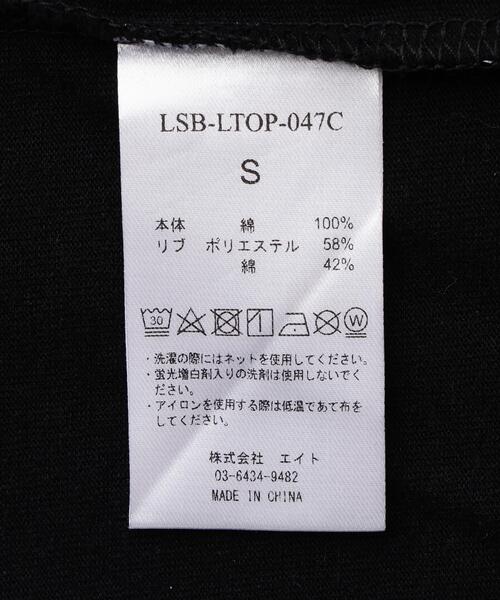 LSB-LTOP-047C
S
本体 綿 100%
リブ ポリエステル 58%
綿 42%
30 W
・洗濯の際にはネットを使用してください。
・蛍光増白剤入りの洗剤は使用しないでく
ださい。
・アイロンを使用する際は低温であて布を
してください。
株式会社 エイト
03-6434-9482
MADE IN CHINA